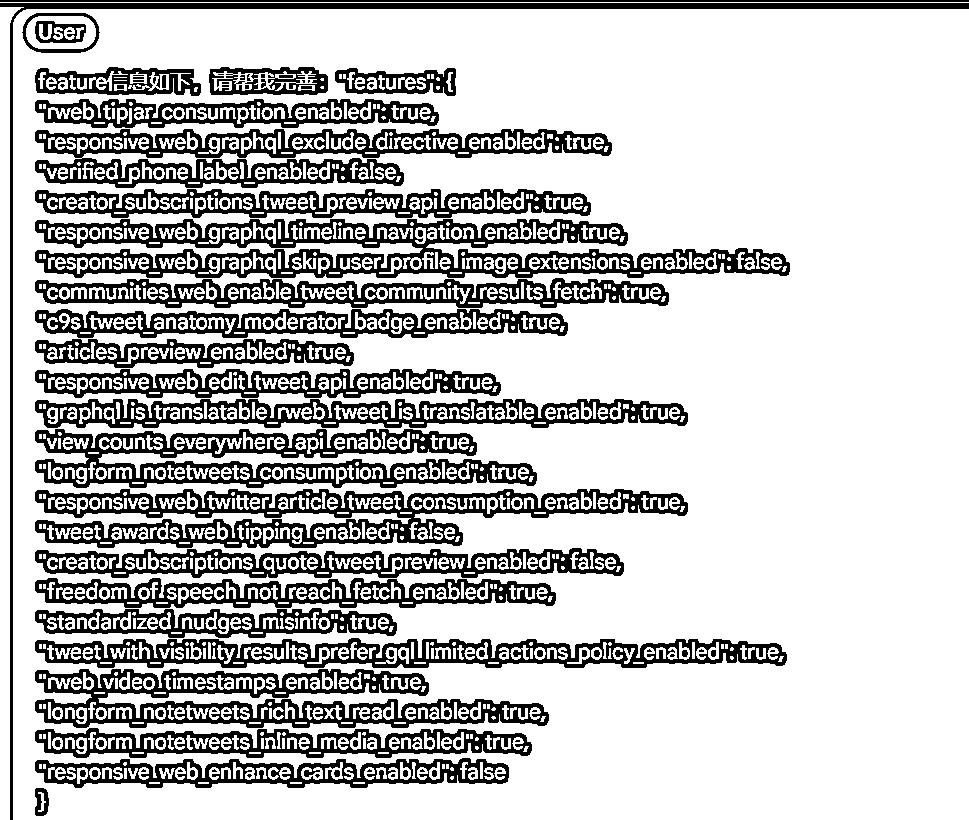 User
feature信息如下，请帮我完善："features": {
"rweb_tipjar_consumption_enabled": true,
"responsive_web_graphql_exclude_directive_enabled": true,
"verified_phone_label_enabled": false,
"creator_subscriptions_tweet_preview_api_enabled": true,
"responsive_web_graphql_timeline_navigation_enabled": true,
"responsive_web_graphql_skip_user_profile_image_extensions_enabled": false,
"communities_web_enable_tweet_community_results_fetch": true,
"c9s_tweet_anatomy_moderator_badge_enabled": true,
"articles_preview_enabled": true,
"responsive_web_edit_tweet_api_enabled": true,
"graphql_is_translatable_rweb_tweet_is_translatable_enabled": true,
"view_counts_everywhere_api_enabled": true,
"longform_notetweets_consumption_enabled": true,
"responsive_web_twitter_article_tweet_consumption_enabled": true,
"tweet_awards_web_tipping_enabled": false,
"creator_subscriptions_quote_tweet_preview_enabled": false,
"freedom_of_speech_not_reach_fetch_enabled": true,
"standardized_nudges_misinfo": true,
"tweet_with_visibility_results_prefer_gql_limited_actions_policy_enabled": true,
"rweb_video_timestamps_enabled": true,
"longform_notetweets_rich_text_read_enabled": true,
"longform_notetweets_inline_media_enabled": true,
"responsive_web_enhance_cards_enabled": false
}